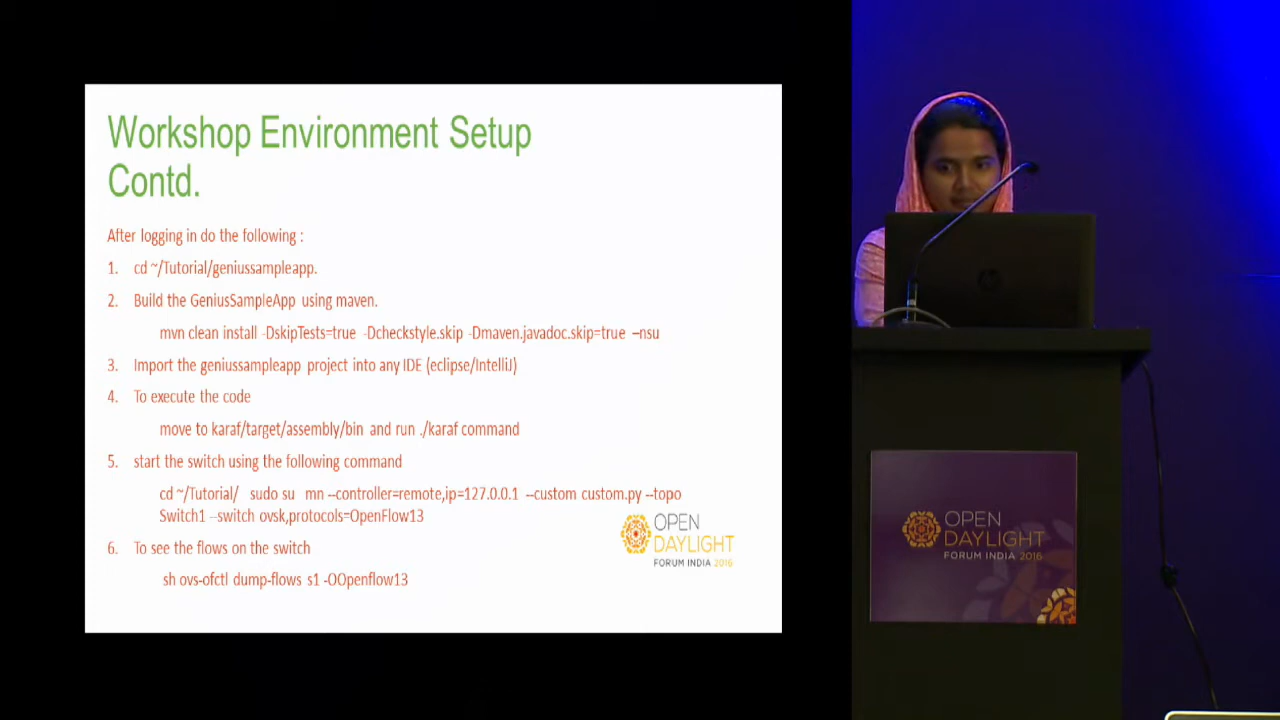 Workshop Environment Setup
Contd.
After logging in do the following :
1. cd ~/Tutorial/geniussampleapp.
2. Build the GeniusSampleApp using maven.
mvn clean install -DskipTests=true -Dcheckstyle.skip -Dmaven.javadoc.skip=true –nsu
3. Import the geniussampleapp project into any IDE (eclipse/IntelliJ)
4. To execute the code
move to karaf/target/assembly/bin and run ./karaf command
5. start the switch using the following command
cd ~/Tutorial/ sudo su mn --controller=remote,ip=127.0.0.1 --custom custom.py --topo
Switch1 --switch ovsk,protocols=OpenFlow13
6. To see the flows on the switch
sh ovs-ofctl dump-flows s1 -OOpenflow13
OPEN
DAYLIGHT
FORUM INDIA 2016
OPEN
DAYLIGHT
FORUM INDIA 2016